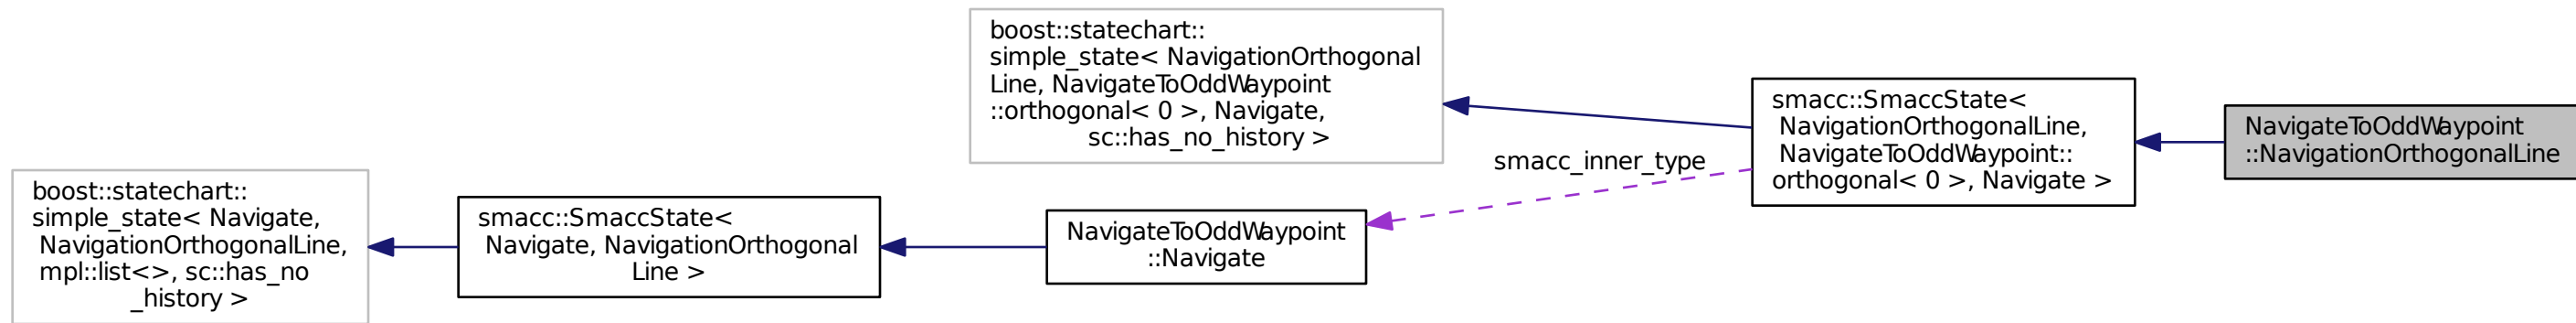 boost::statechart::
simple_state< NavigationOrthogonal
Line, NavigateToOddWaypoint
::orthogonal< 0 >, Navigate,
sc::has_no_history >
smacc::SmaccState<
NavigationOrthogonalLine,
NavigateToOddWaypoint::
orthogonal< 0 >, Navigate >
NavigateToOddWaypoint
::NavigationOrthogonalLine
smacc_inner_type
boost::statechart::
simple_state< Navigate,
NavigationOrthogonalLine,
mpl::list<>, sc::has_no
_history >
smacc::SmaccState<
Navigate, NavigationOrthogonal
Line >
NavigateToOddWaypoint
::Navigate